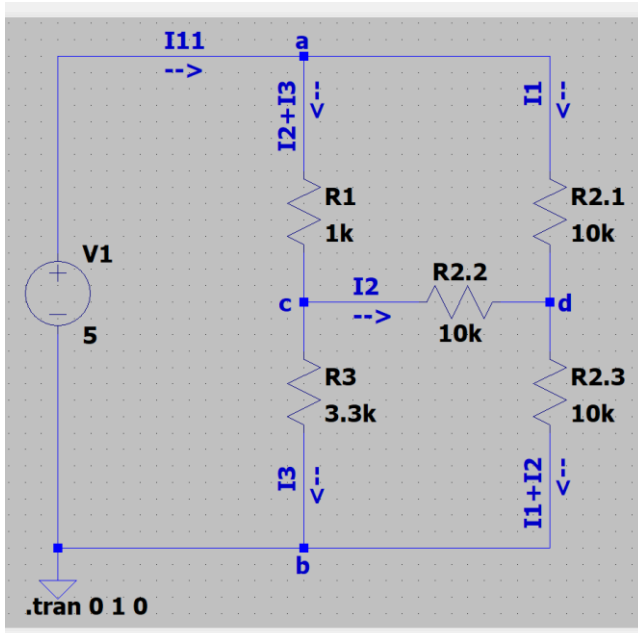 I11
-->
a
I2+I3
-->
I1
-->
R1
1k
R2.1
10k
V1
+
−
5
c
I2
-->
R2.2
10k
d
R3
3.3k
R2.3
10k
I3
-->
I1+I2
-->
b
.tran 0 1 0